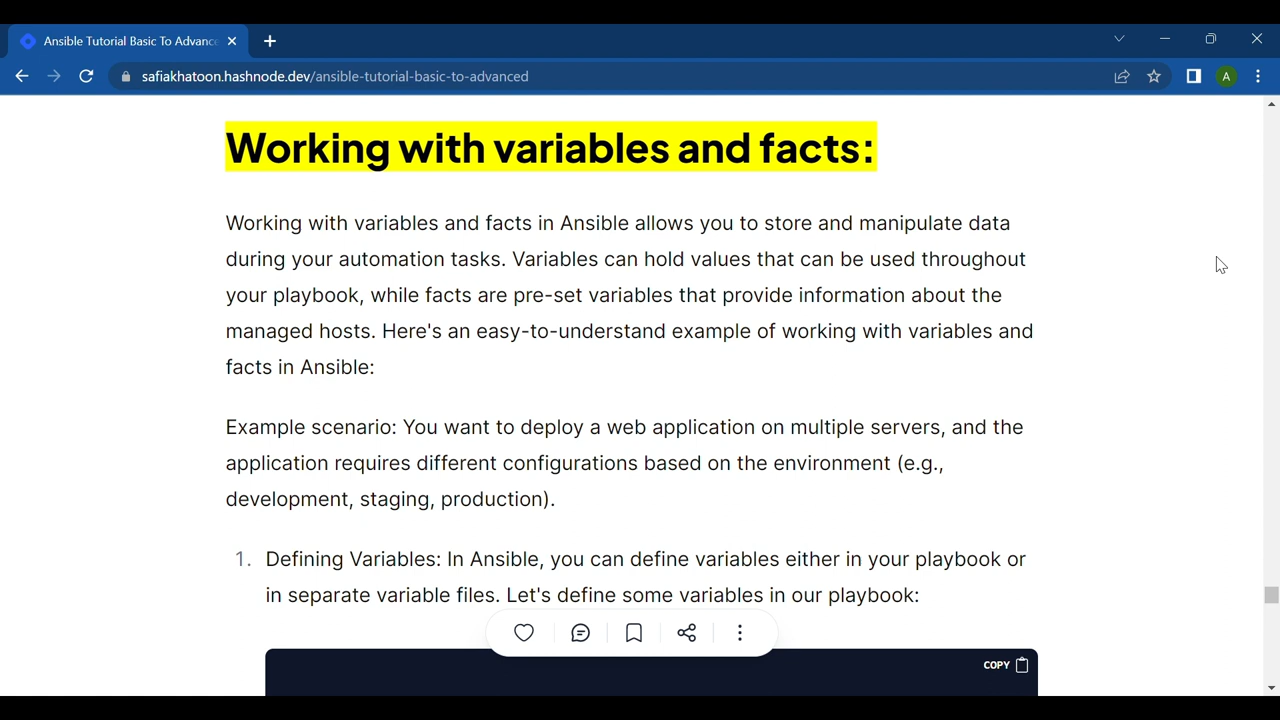 Ansible Tutorial Basic To Advance
safiakhatoon.hashnode.dev/ansible-tutorial-basic-to-advanced
A
Working with variables and facts:
Working with variables and facts in Ansible allows you to store and manipulate data
during your automation tasks. Variables can hold values that can be used throughout
your playbook, while facts are pre-set variables that provide information about the
managed hosts. Here's an easy-to-understand example of working with variables and
facts in Ansible:
Example scenario: You want to deploy a web application on multiple servers, and the
application requires different configurations based on the environment (e.g.,
development, staging, production).
1. Defining Variables: In Ansible, you can define variables either in your playbook or
in separate variable files. Let's define some variables in our playbook:
COPY